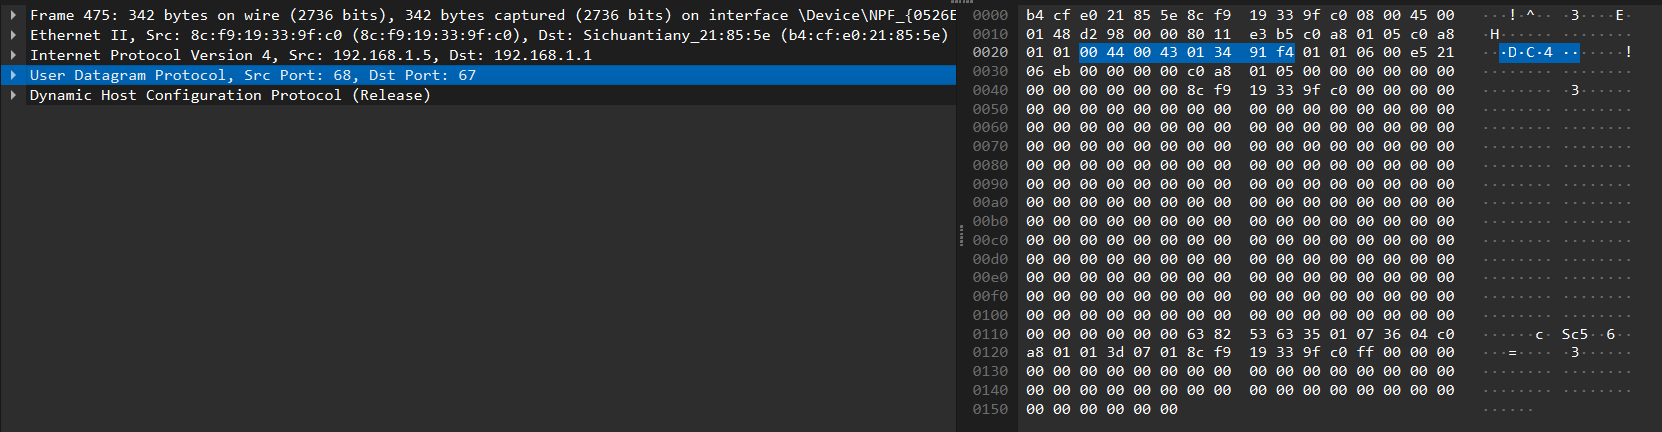 Frame 475: 342 bytes on wire (2736 bits), 342 bytes captured (2736 bits) on interface \Device\NPF_{0526E
Ethernet II, Src: 8c:f9:19:33:9f:c0 (8c:f9:19:33:9f:c0), Dst: Sichuantiany_21:85:5e (b4:cf:e0:21:85:5e)
Internet Protocol Version 4, Src: 192.168.1.5, Dst: 192.168.1.1
User Datagram Protocol, Src Port: 68, Dst Port: 67
Dynamic Host Configuration Protocol (Release)
0000 b4 cf e0 21 85 5e 8c f9 19 33 9f c0 08 00 45 00 ···!·^·· ·3····E·
0010 01 48 d2 98 00 00 80 11 e3 b5 c0 a8 01 05 c0 a8 ·H······ ········
0020 01 01 00 44 00 43 01 34 91 f4 01 01 06 00 e5 21 ···D·C·4 ·······!
0030 06 eb 00 00 00 00 c0 a8 01 05 00 00 00 00 00 00 ········ ········
0040 00 00 00 00 00 00 8c f9 19 33 9f c0 00 00 00 00 ········ ·3······
0050 00 00 00 00 00 00 00 00 00 00 00 00 00 00 00 00 ········ ········
0060 00 00 00 00 00 00 00 00 00 00 00 00 00 00 00 00 ········ ········
0070 00 00 00 00 00 00 00 00 00 00 00 00 00 00 00 00 ········ ········
0080 00 00 00 00 00 00 00 00 00 00 00 00 00 00 00 00 ········ ········
0090 00 00 00 00 00 00 00 00 00 00 00 00 00 00 00 00 ········ ········
00a0 00 00 00 00 00 00 00 00 00 00 00 00 00 00 00 00 ········ ········
00b0 00 00 00 00 00 00 00 00 00 00 00 00 00 00 00 00 ········ ········
00c0 00 00 00 00 00 00 00 00 00 00 00 00 00 00 00 00 ········ ········
00d0 00 00 00 00 00 00 00 00 00 00 00 00 00 00 00 00 ········ ········
00e0 00 00 00 00 00 00 00 00 00 00 00 00 00 00 00 00 ········ ········
00f0 00 00 00 00 00 00 00 00 00 00 00 00 00 00 00 00 ········ ········
0100 00 00 00 00 00 00 00 00 00 00 00 00 00 00 00 00 ········ ········
0110 00 00 00 00 00 00 63 82 53 63 35 01 07 36 04 c0 ······c· Sc5··6··
0120 a8 01 01 3d 07 01 8c f9 19 33 9f c0 ff 00 00 00 ···=···· ·3······
0130 00 00 00 00 00 00 00 00 00 00 00 00 00 00 00 00 ········ ········
0140 00 00 00 00 00 00 00 00 00 00 00 00 00 00 00 00 ········ ········
0150 00 00 00 00 00 00 ······